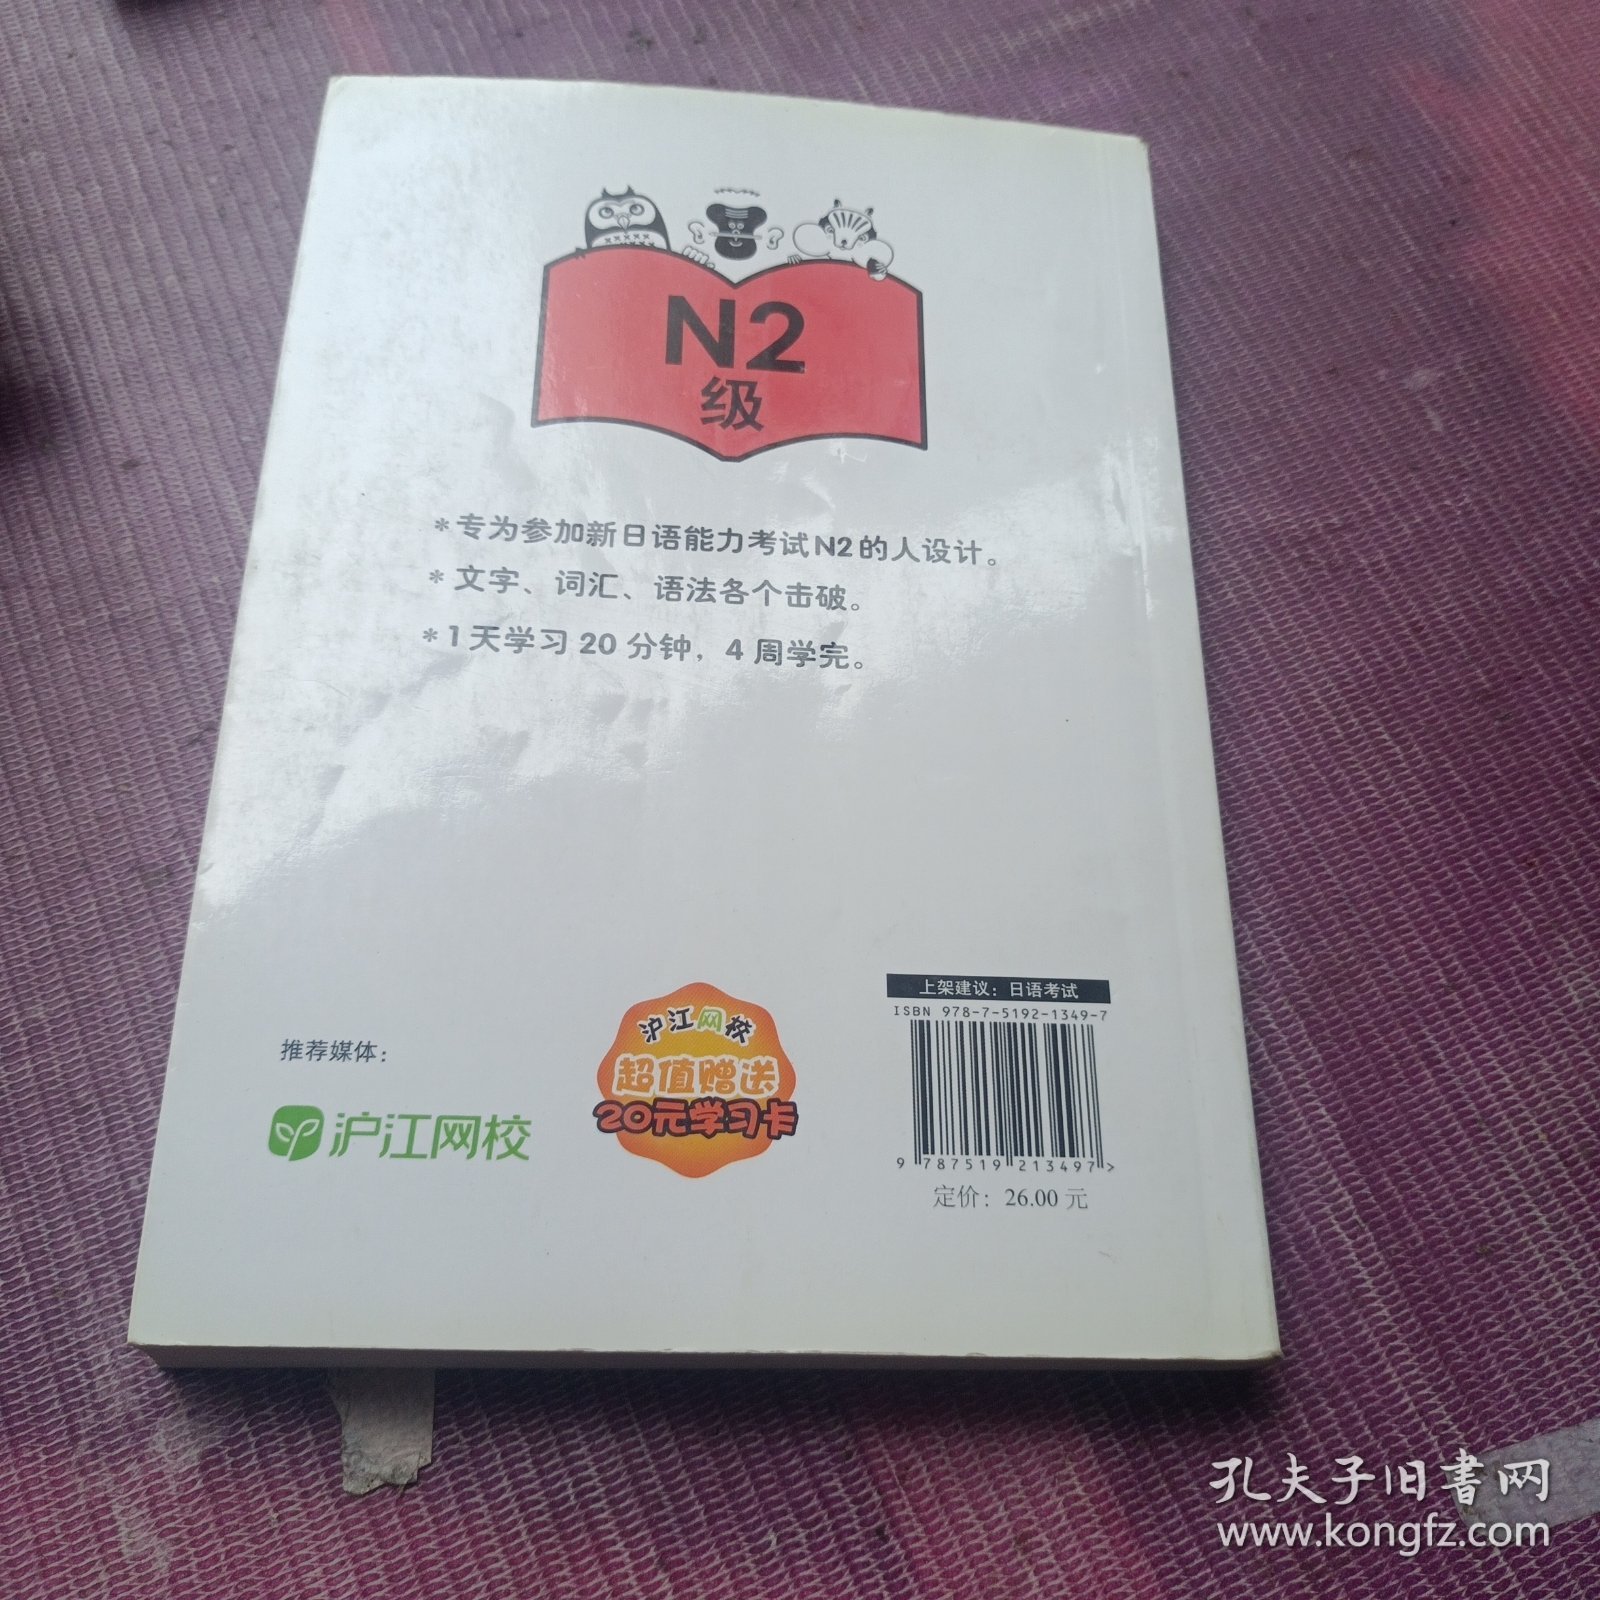 N2
级
*专为参加新日语能力考试N2的人设计。
*文字、词汇、语法各个击破。
*1天学习20分钟，4周学完。
上架建议：日语考试
ISBN 978-7-5192-1349-7
9 787519 213497>
定价：26.00元
推荐媒体：
沪江网校
沪江网校
超值赠送
20元学习卡
孔夫子旧书网
www.kongfz.com